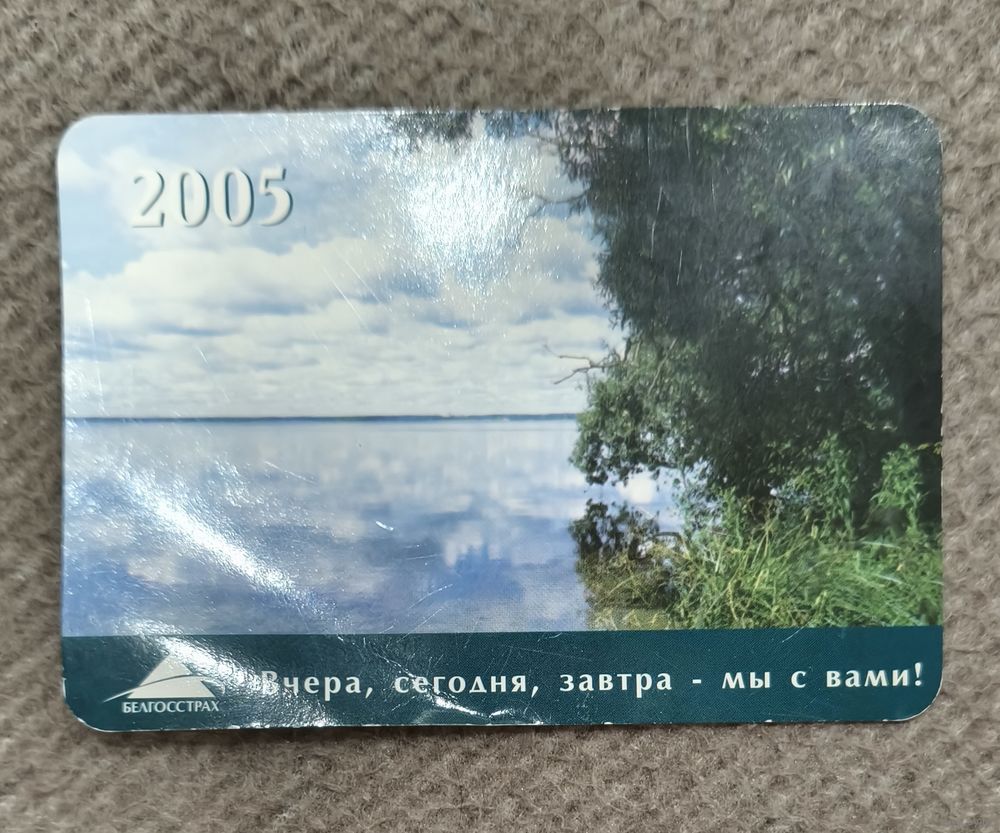 2005
Вчера, сегодня, завтра - мы с вами!
БЕЛГОССТРАХ